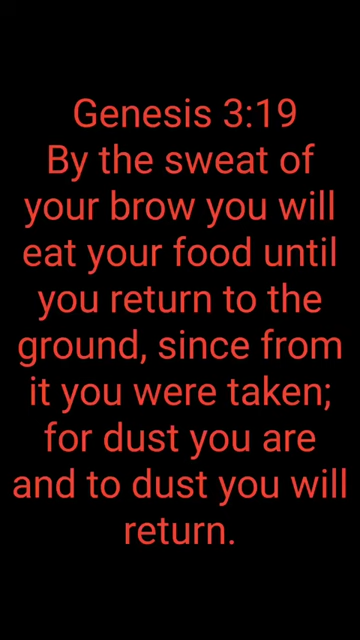 Genesis 3:19
By the sweat of
your brow you will
eat your food until
you return to the
ground, since from
it you were taken;
for dust you are
and to dust you will
return.